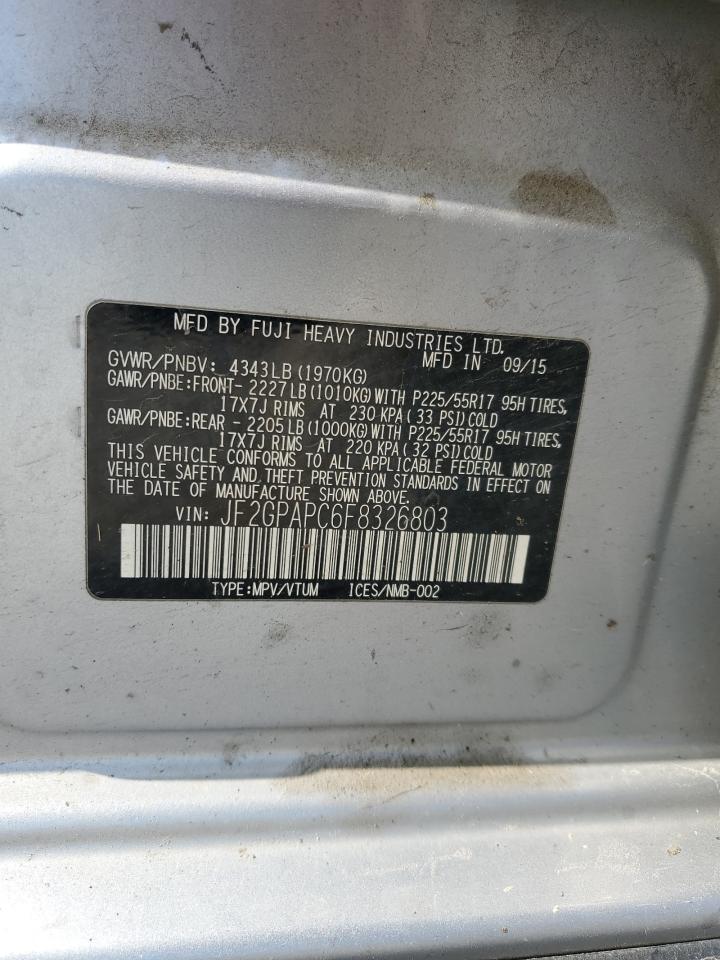 MFD BY FUJI HEAVY INDUSTRIES LTD.
MFD IN 09/15
GVWR/PNBV: 4343LB (1970KG)
GAWR/PNBE:FRONT- 2227LB (1010KG) WITH P225/55R17 95H TIRES,
17X7J RIMS AT 230 KPA( 33 PSI) COLD
GAWR/PNBE:REAR - 2205LB (1000KG) WITH P225/55R17 95H TIRES,
17X7J RIMS AT 220 KPA( 32 PSI) COLD
THIS VEHICLE CONFORMS TO ALL APPLICABLE FEDERAL MOTOR
VEHICLE SAFETY AND THEFT PREVENTION STANDARDS IN EFFECT ON
THE DATE OF MANUFACTURE SHOWN ABOVE.
VIN: JF2GPAPC6F8326803
TYPE:MPV/VTUM ICES/NMB-002